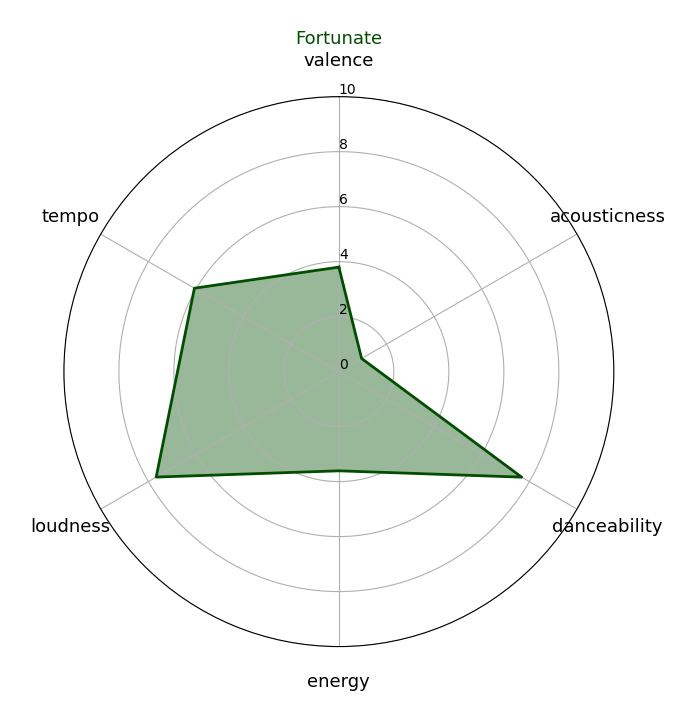 Fortunate
valence
10
8
6
4
2
0
tempo
acousticness
loudness
danceability
energy